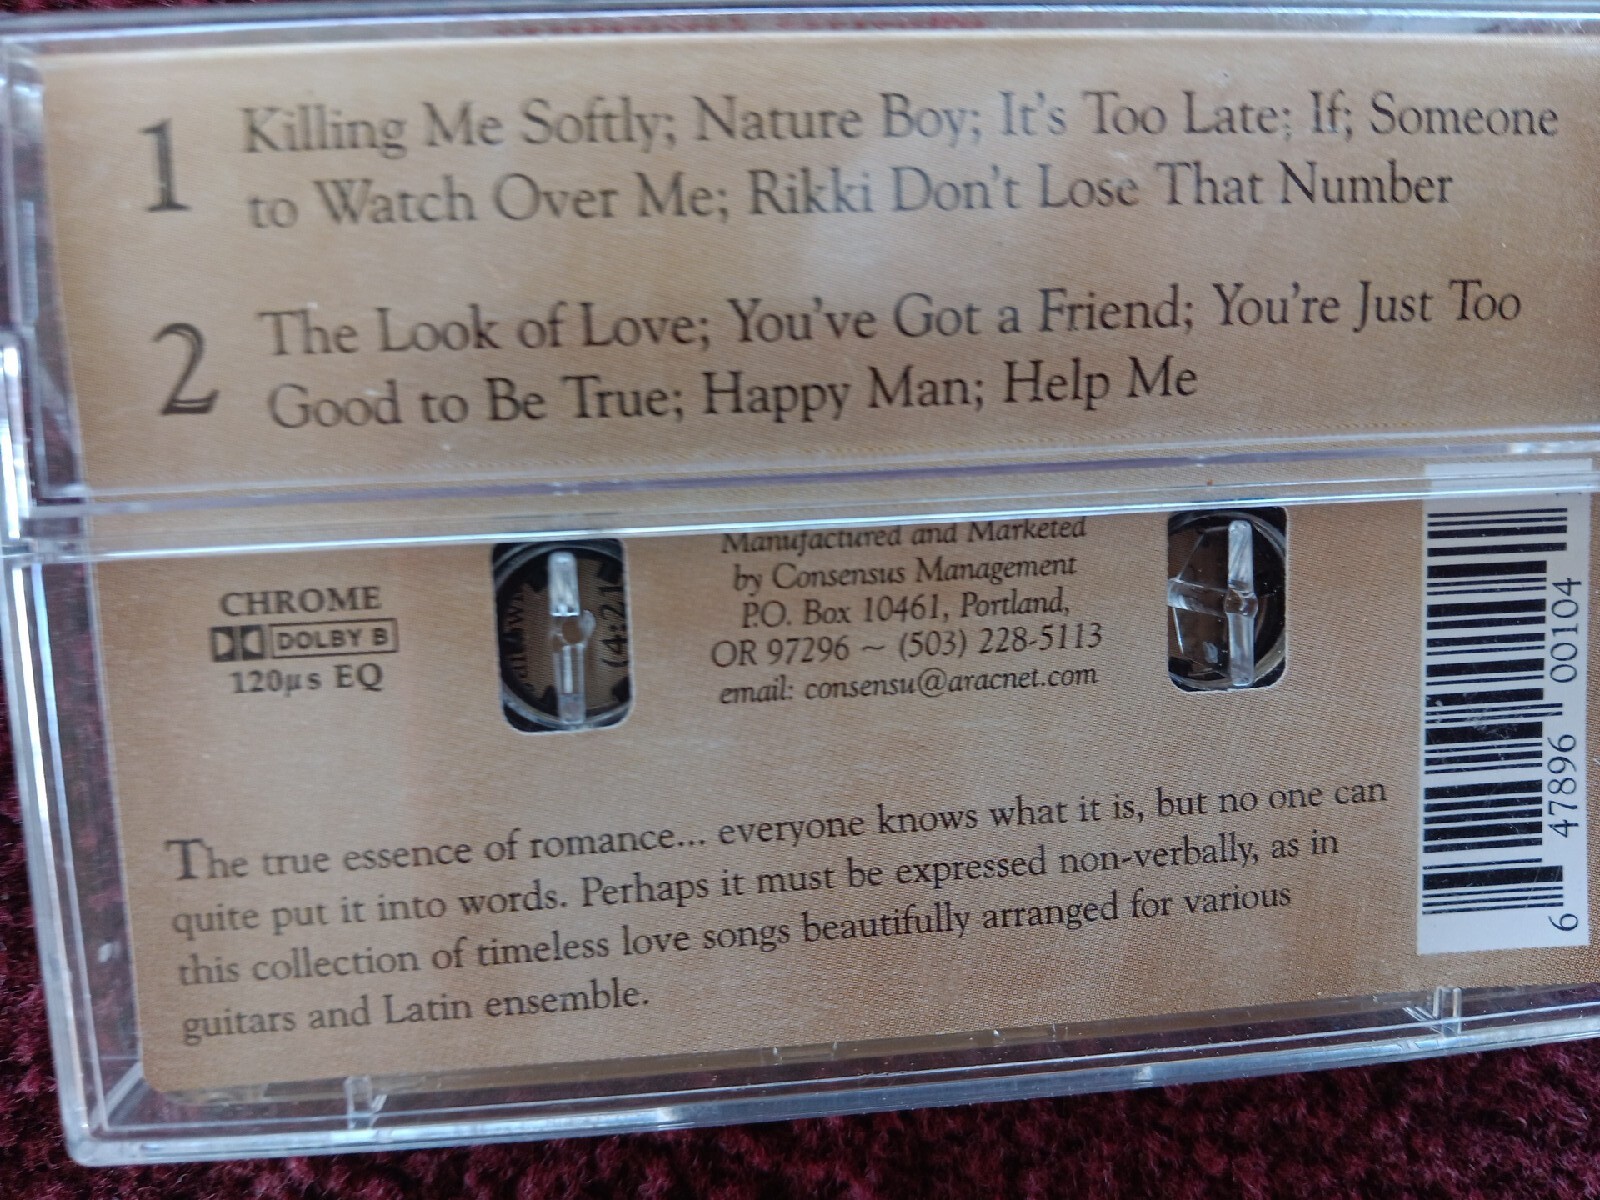 1
Killing Me Softly; Nature Boy; It's Too Late; If; Someone
to Watch Over Me; Rikki Don't Lose That Number
2
The Look of Love; You've Got a Friend; You're Just Too
Good to Be True; Happy Man; Help Me
CHROME
DOLBY B
120µs EQ
(4:21)
Manufactured and Marketed
by Consensus Management
P.O. Box 10461, Portland,
OR 97296 ~ (503) 228-5113
email: consensu@aracnet.com
6 47896 00104
The true essence of romance... everyone knows what it is, but no one can
quite put it into words. Perhaps it must be expressed non-verbally, as in
this collection of timeless love songs beautifully arranged for various
guitars and Latin ensemble.